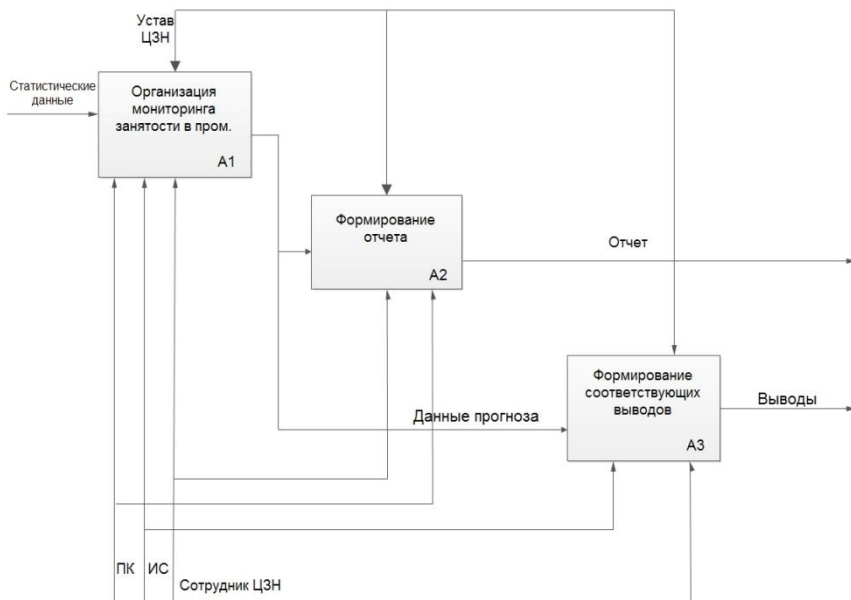 Устав
ЦЗН
Статистические
данные
Организация
мониторинга
занятости в пром.
А1
Формирование
отчета
А2
Отчет
Формирование
соответствующих
выводов
А3
Выводы
Данные прогноза
ПК
ИС
Сотрудник ЦЗН